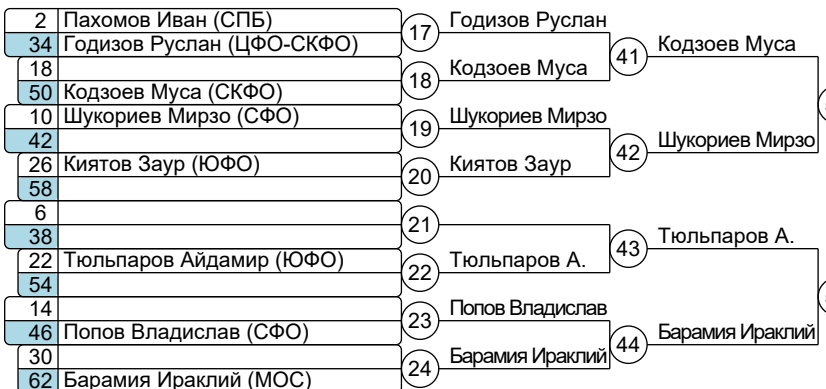 2 Пахомов Иван (СПБ)
34 Годизов Руслан (ЦФО-СКФО)
18
50 Кодзоев Муса (СКФО)
10 Шукориев Мирзо (СФО)
42
26 Киятов Заур (ЮФО)
58
6
38
22 Тюльпаров Айдамир (ЮФО)
54
14
46 Попов Владислав (СФО)
30
62 Барамия Ираклий (МОС)
17 Годизов Руслан
18 Кодзоев Муса
19 Шукориев Мирзо
20 Киятов Заур
21
22 Тюльпаров А.
23 Попов Владислав
24 Барамия Ираклий
41 Кодзоев Муса
42 Шукориев Мирзо
43 Тюльпаров А.
44 Барамия Ираклий